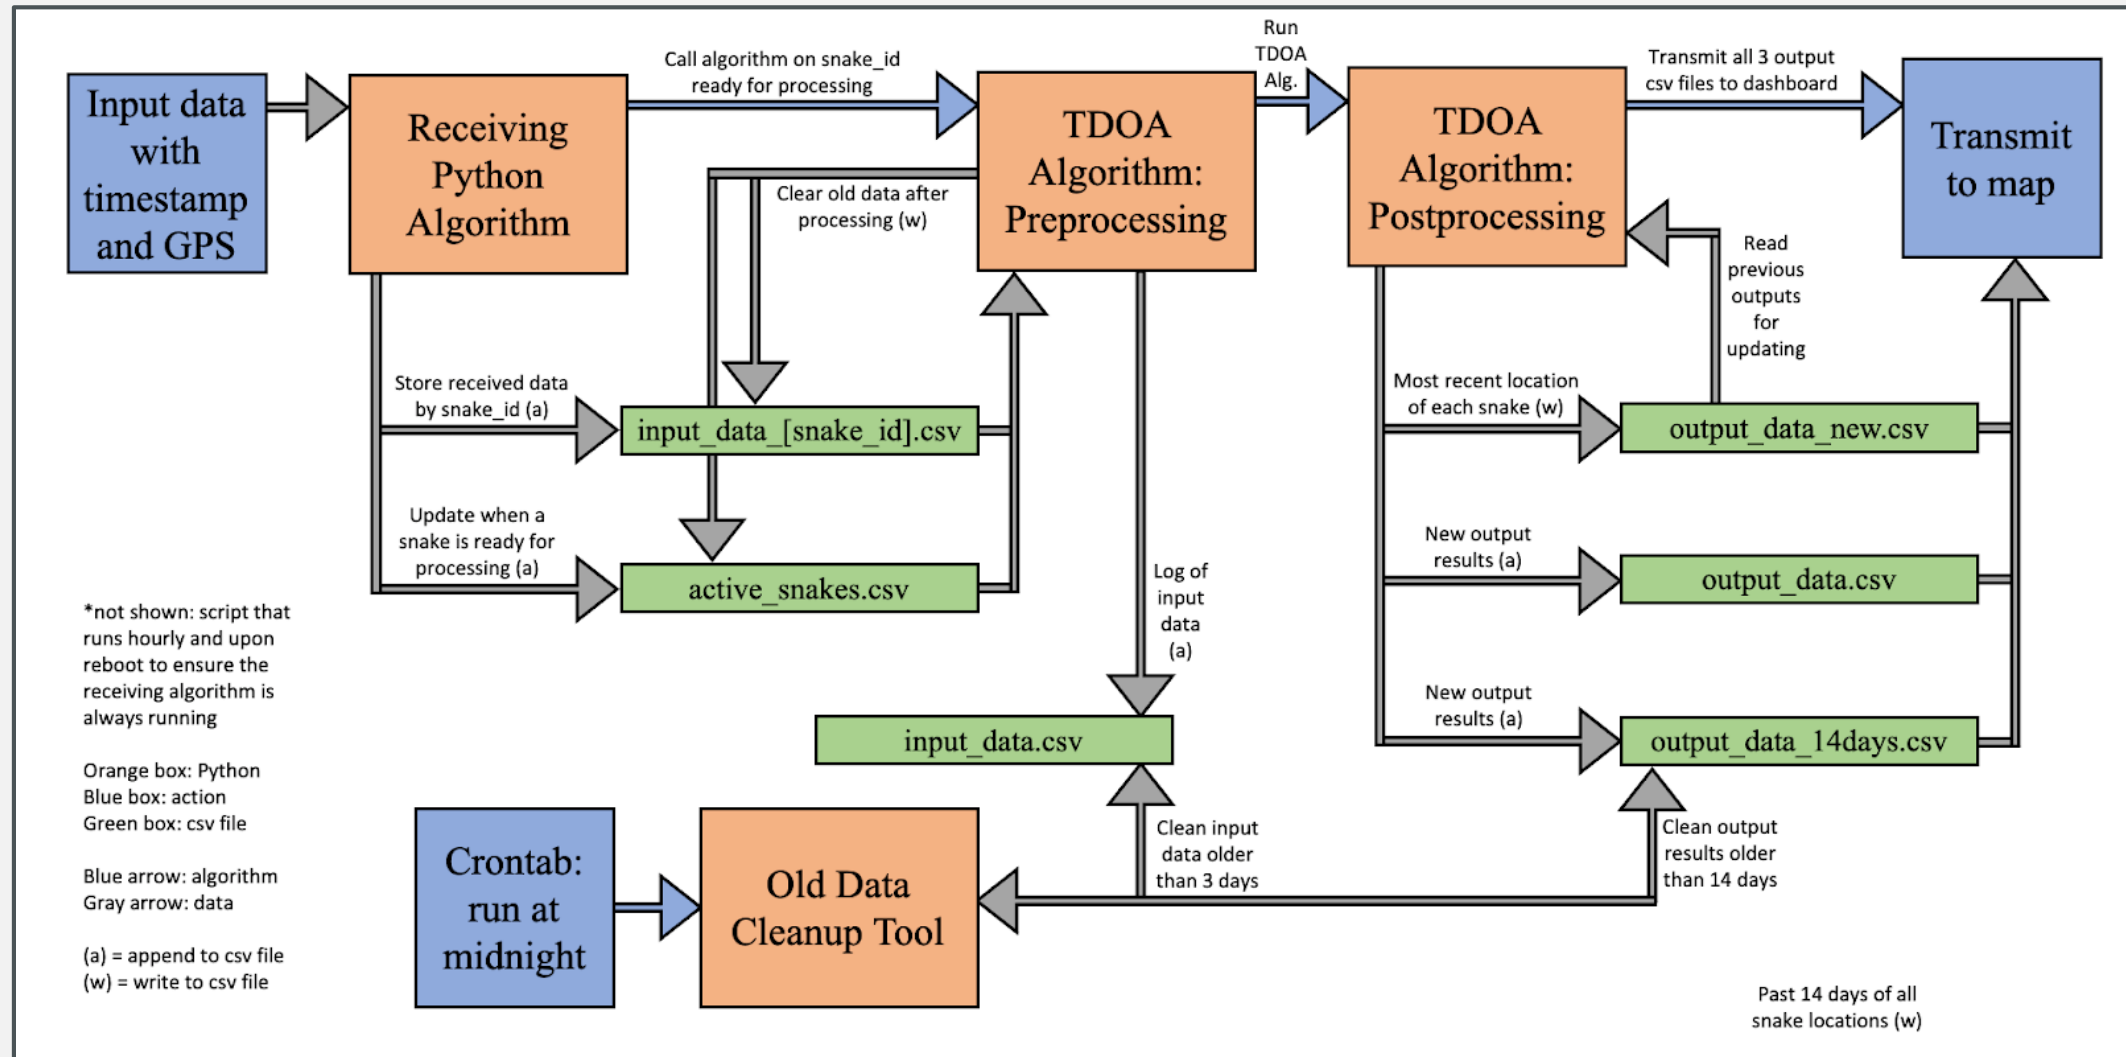 Input data
with
timestamp
and GPS
Receiving
Python
Algorithm
Call algorithm on snake_id
ready for processing
TDOA
Algorithm:
Preprocessing
Run
TDOA
Alg.
TDOA
Algorithm:
Postprocessing
Transmit all 3 output
csv files to dashboard
Transmit
to map
Clear old data after
processing (w)
Read
previous
outputs
for
updating
Store received data
by snake_id (a)
input_data_[snake_id].csv
Most recent location
of each snake (w)
output_data_new.csv
Update when a
snake is ready for
processing (a)
active_snakes.csv
New output
results (a)
output_data.csv
Log of
input
data
(a)
New output
results (a)
output_data_14days.csv
input_data.csv
*not shown: script that
runs hourly and upon
reboot to ensure the
receiving algorithm is
always running
Orange box: Python
Blue box: action
Green box: csv file
Blue arrow: algorithm
Gray arrow: data
(a) = append to csv file
(w) = write to csv file
Crontab:
run at
midnight
Old Data
Cleanup Tool
Clean input
data older
than 3 days
Clean output
results older
than 14 days
Past 14 days of all
snake locations (w)